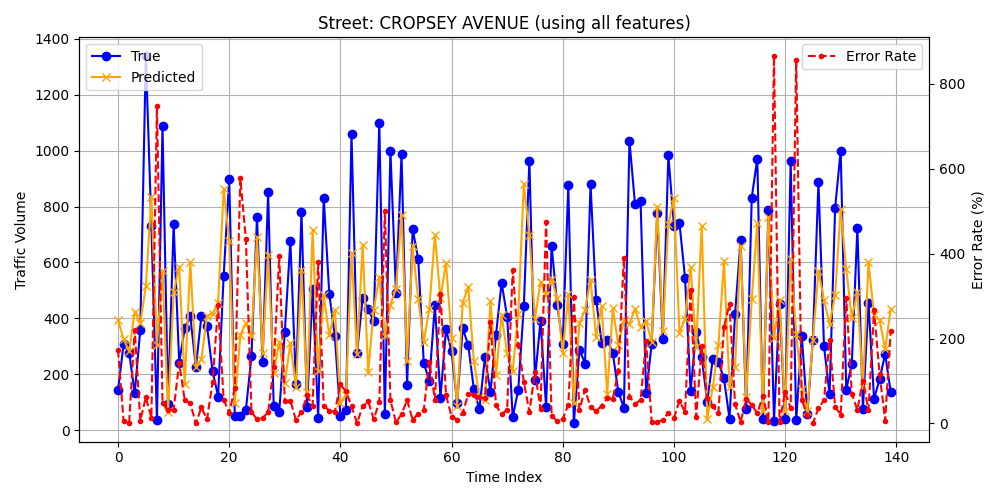 Street: CROPSEY AVENUE (using all features)
True
Predicted
Error Rate
1400
1200
1000
800
600
400
200
0
Traffic Volume
800
600
400
200
0
Error Rate (%)
0 20 40 60 80 100 120 140
Time Index